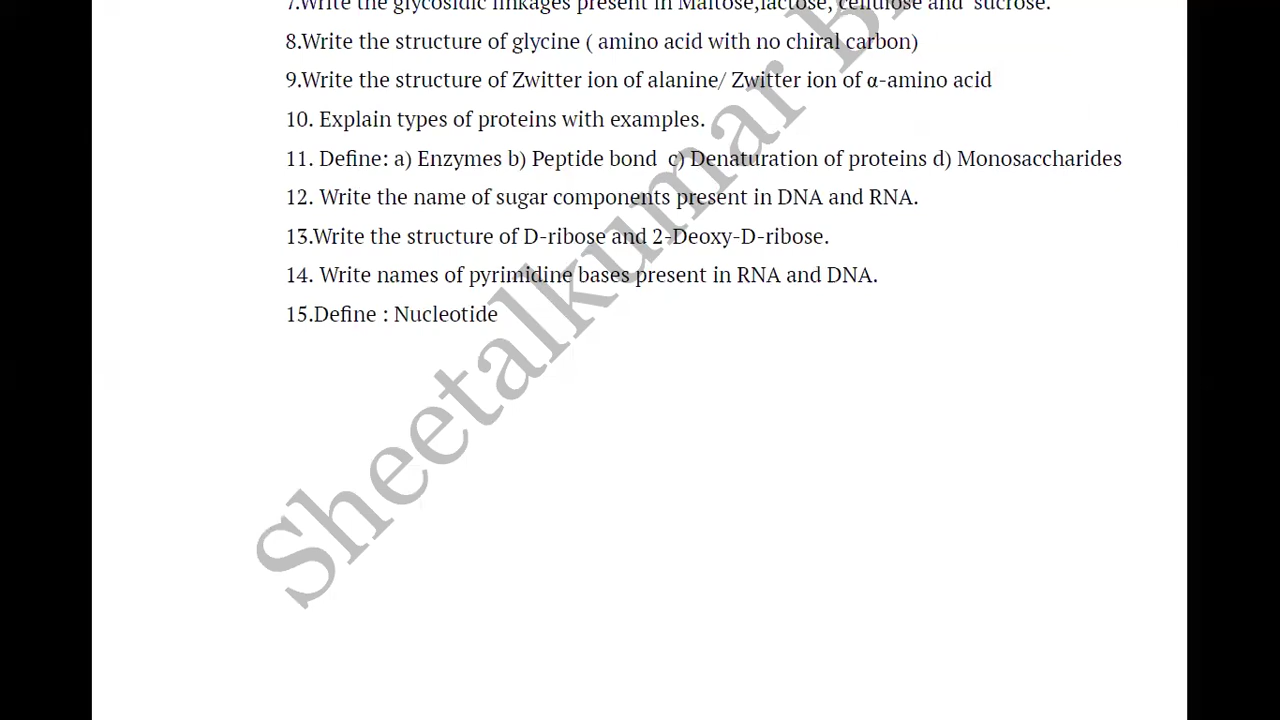 7.Write the glycosidic linkages present in Maltose,lactose, cellulose and sucrose.
8.Write the structure of glycine ( amino acid with no chiral carbon)
9.Write the structure of Zwitter ion of alanine/ Zwitter ion of α-amino acid
10. Explain types of proteins with examples.
11. Define: a) Enzymes b) Peptide bond c) Denaturation of proteins d) Monosaccharides
12. Write the name of sugar components present in DNA and RNA.
13.Write the structure of D-ribose and 2-Deoxy-D-ribose.
14. Write names of pyrimidine bases present in RNA and DNA.
15.Define : Nucleotide
Sheetalkumar